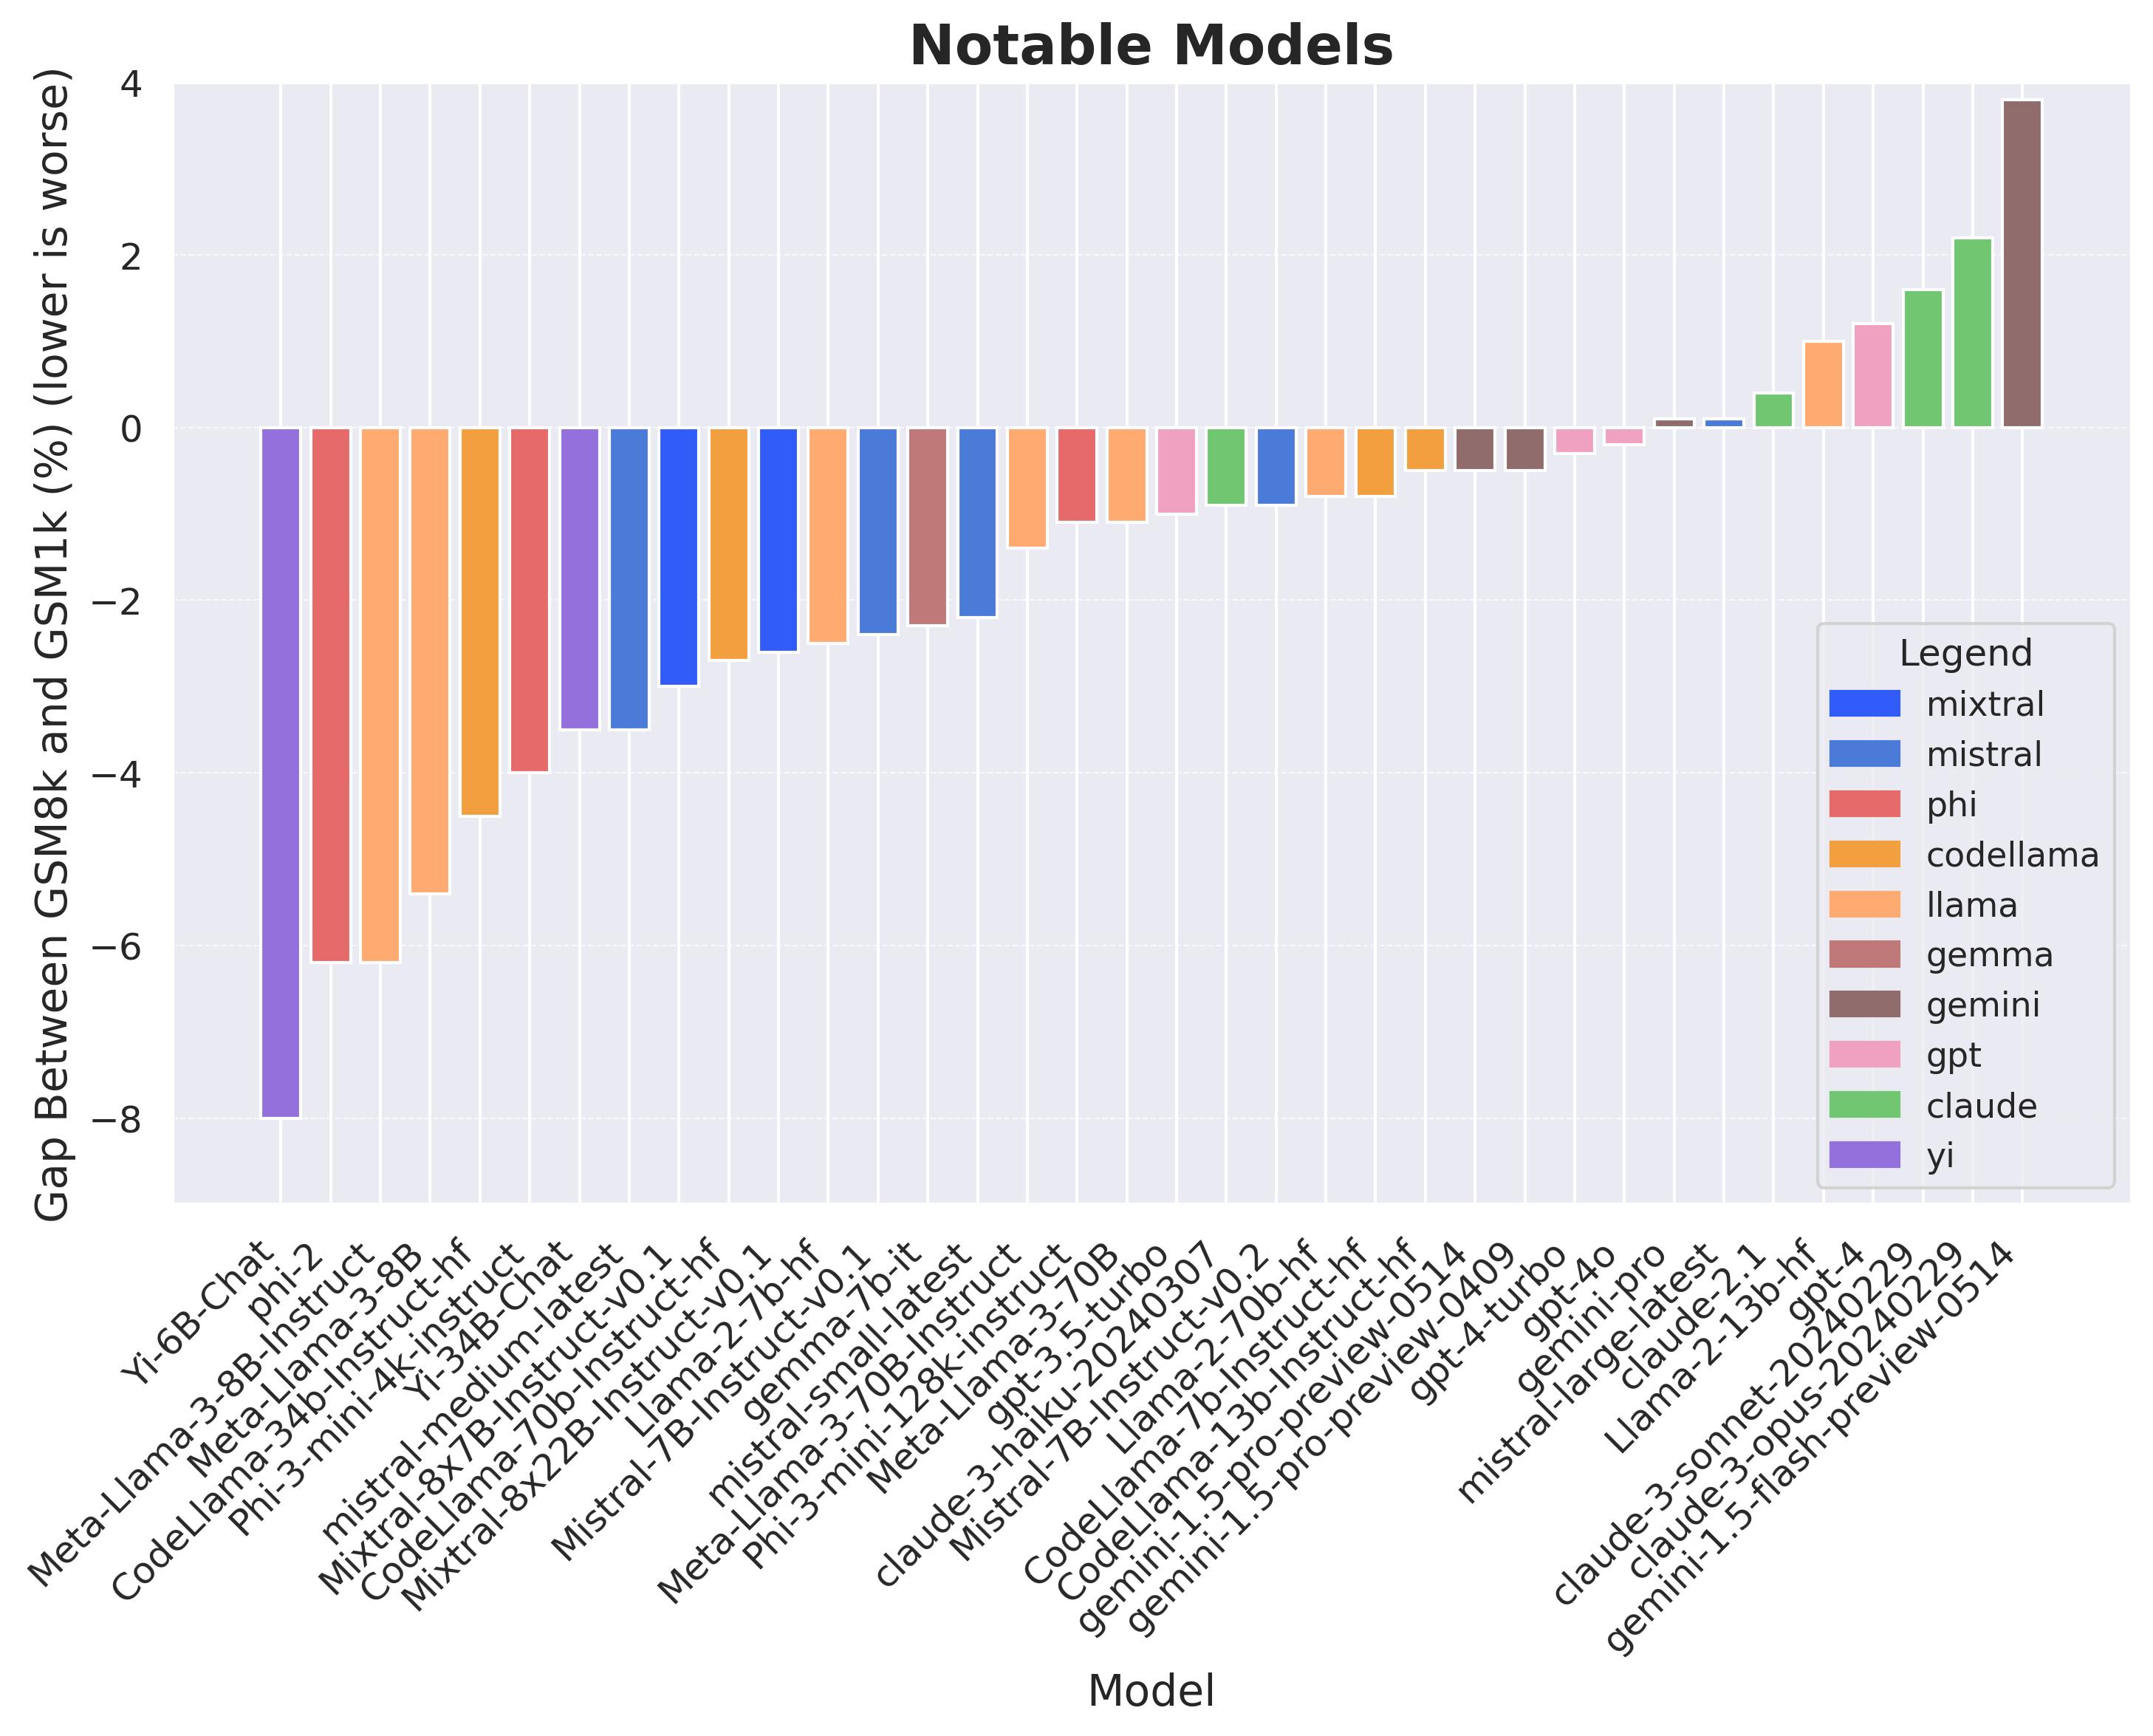 Notable Models
Gap Between GSM8k and GSM1k (%) (lower is worse)
4
2
0
−2
−4
−6
−8
Yi-6B-Chat
phi-2
Meta-Llama-3-8B-Instruct
Meta-Llama-3-8B
CodeLlama-34b-Instruct-hf
Phi-3-mini-4k-instruct
Yi-34B-Chat
mistral-medium-latest
Mixtral-8x7B-Instruct-v0.1
CodeLlama-70b-Instruct-hf
Mixtral-8x22B-Instruct-v0.1
Llama-2-7b-hf
Mistral-7B-Instruct-v0.1
gemma-7b-it
mistral-small-latest
Meta-Llama-3-70B-Instruct
Phi-3-mini-128k-instruct
Meta-Llama-3-70B
gpt-3.5-turbo
claude-3-haiku-20240307
Mistral-7B-Instruct-v0.2
Llama-2-70b-hf
CodeLlama-7b-Instruct-hf
CodeLlama-13b-Instruct-hf
gemini-1.5-pro-preview-0514
gemini-1.5-pro-preview-0409
gpt-4-turbo
gpt-4o
gemini-pro
mistral-large-latest
claude-2.1
Llama-2-13b-hf
gpt-4
claude-3-sonnet-20240229
claude-3-opus-20240229
gemini-1.5-flash-preview-0514
Model
Legend
mixtral
mistral
phi
codellama
llama
gemma
gemini
gpt
claude
yi